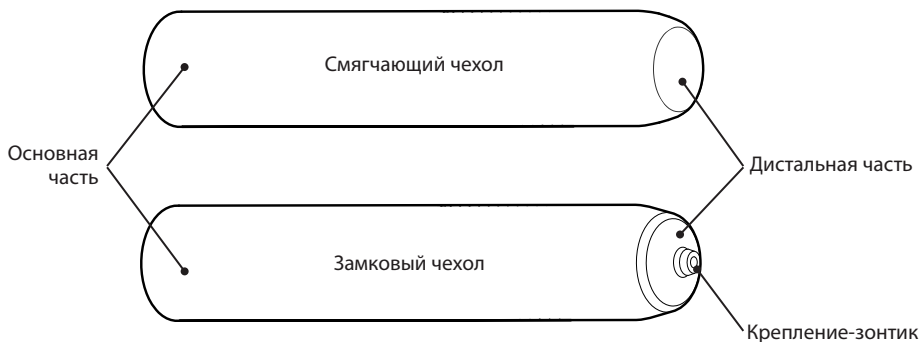 Смягчающий чехол
Основная
часть
Дистальная часть
Замковый чехол
Крепление-зонтик